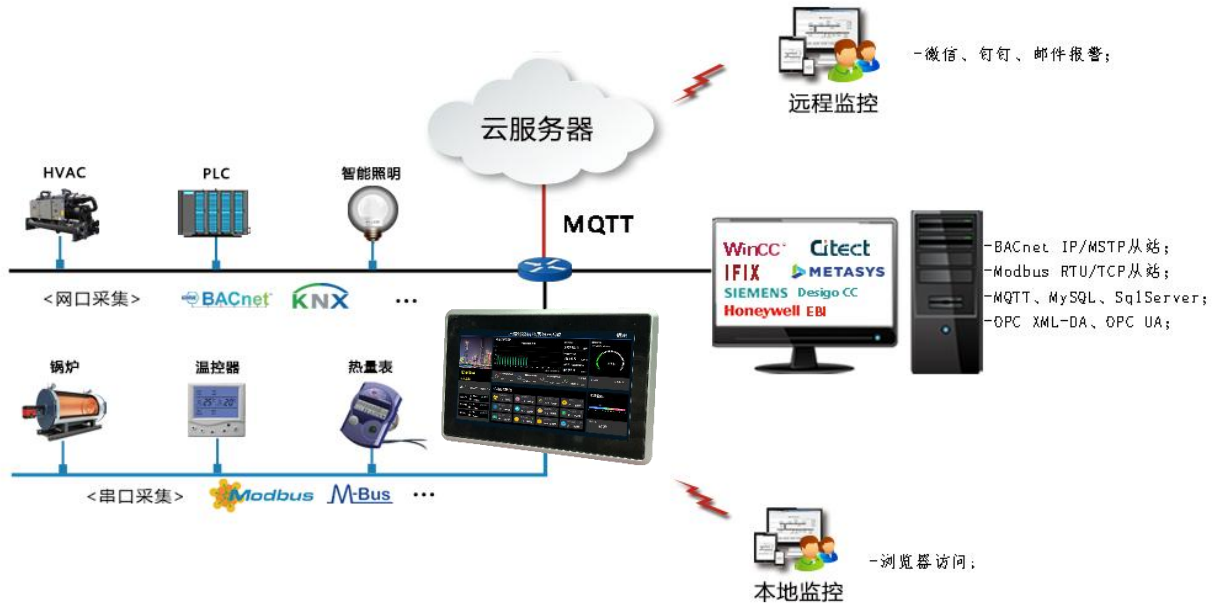 远程监控
-微信、钉钉、邮件报警;
云服务器
HVAC
PLC
智能照明
MQTT
<网口采集>
BACnet
KNX
...
WinCC
Citect
IFIX
METASYS
SIEMENS Desigo CC
Honeywell EBI
-BACnet IP/MSTP从站;
-Modbus RTU/TCP从站;
-MQTT、MySQL、SqlServer;
-OPC XML-DA、OPC UA;
锅炉
温控器
热量表
<串口采集>
Modbus
M-Bus
...
本地监控
-浏览器访问;